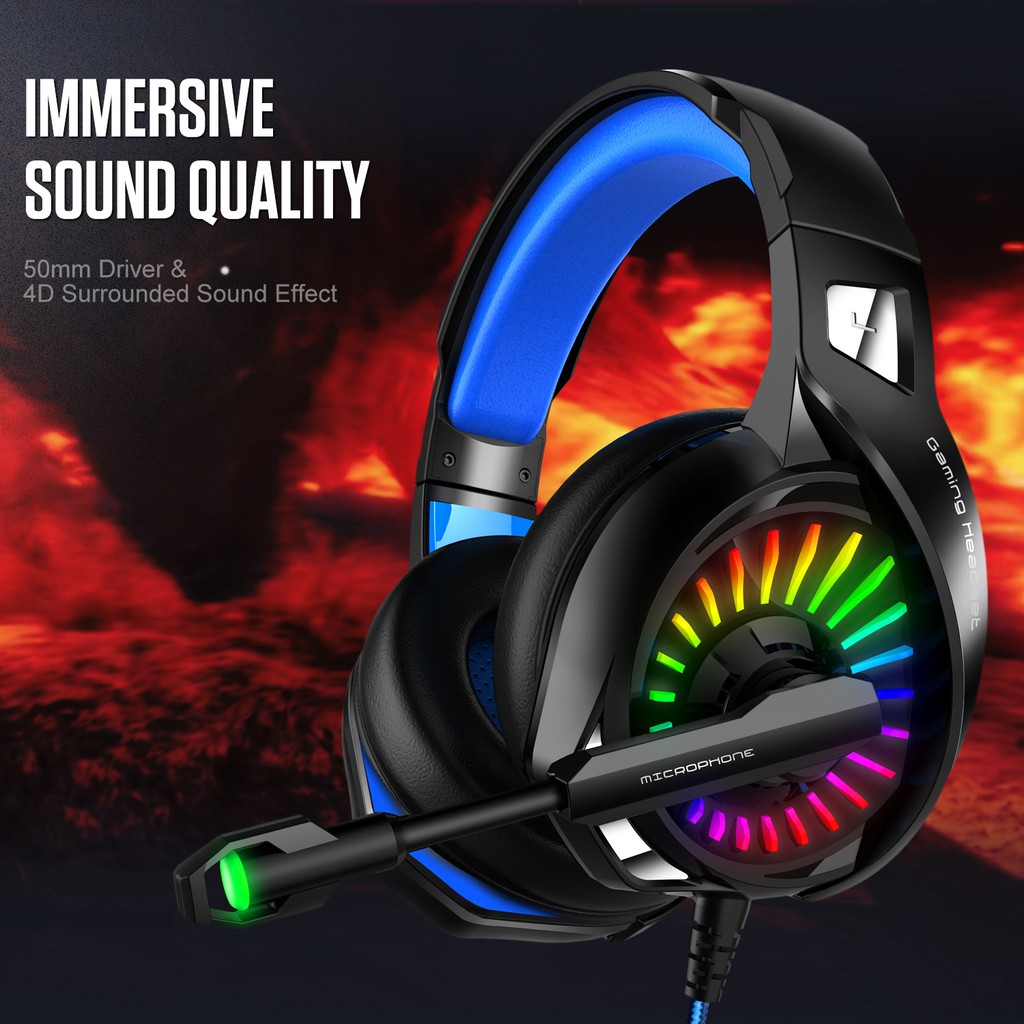 IMMERSIVE
SOUND QUALITY
50mm Driver &
4D Surrounded Sound Effect
Gaming Headset
MICROPHONE